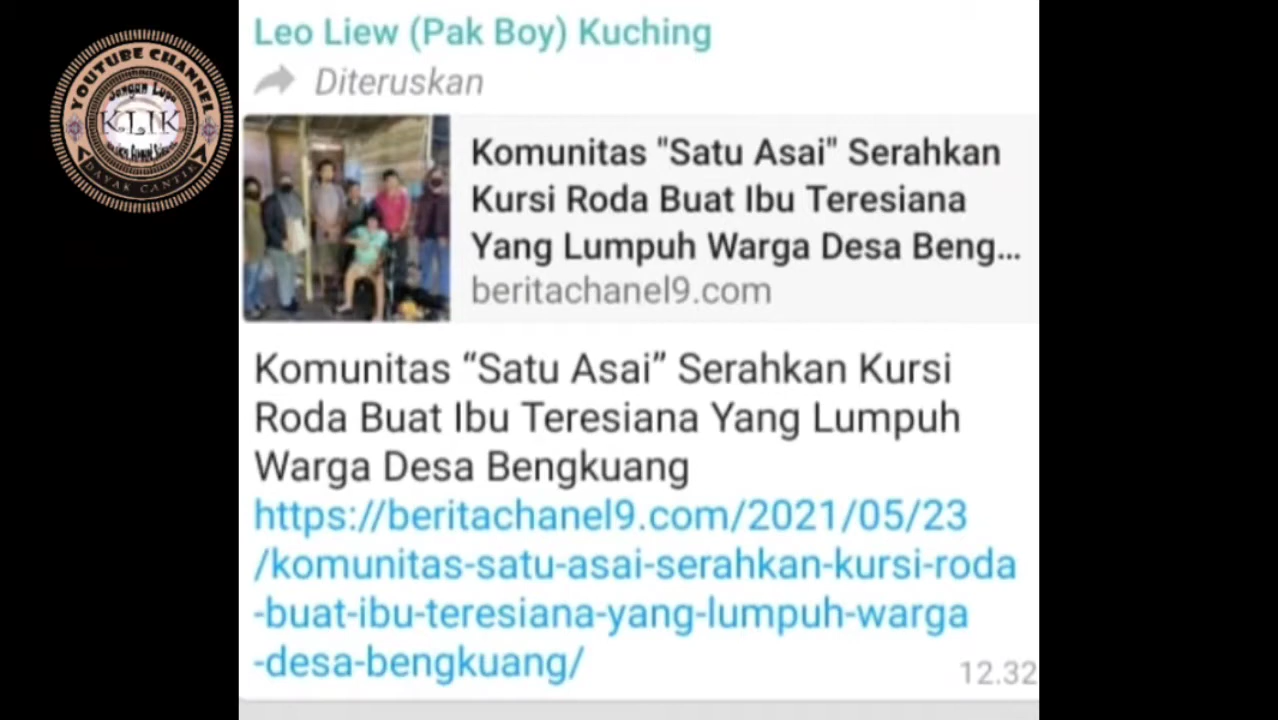 YOUTUBE CHANNEL
Jangan Lupa
KLIK
DAYAK CANTIK
Leo Liew (Pak Boy) Kuching
Diteruskan
Komunitas "Satu Asai" Serahkan
Kursi Roda Buat Ibu Teresiana
Yang Lumpuh Warga Desa Beng...
beritachanel9.com
Komunitas “Satu Asai” Serahkan Kursi
Roda Buat Ibu Teresiana Yang Lumpuh
Warga Desa Bengkuang
https://beritachanel9.com/2021/05/23
/komunitas-satu-asai-serahkan-kursi-roda
-buat-ibu-teresiana-yang-lumpuh-warga
-desa-bengkuang/
12.32